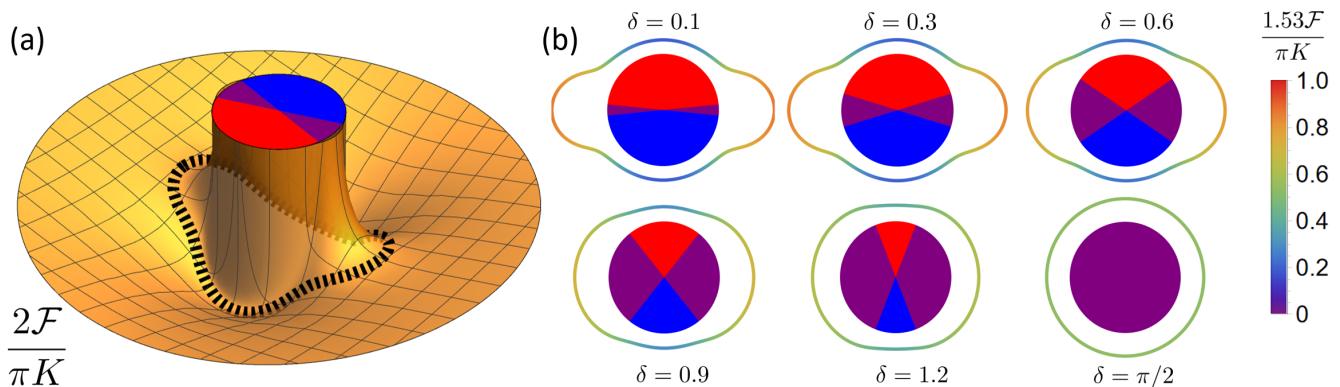 (a)
2ℱ
πK
(b)
δ = 0.1
δ = 0.3
δ = 0.6
δ = 0.9
δ = 1.2
δ = π/2
1.53ℱ
πK
1.0
0.8
0.6
0.4
0.2
0